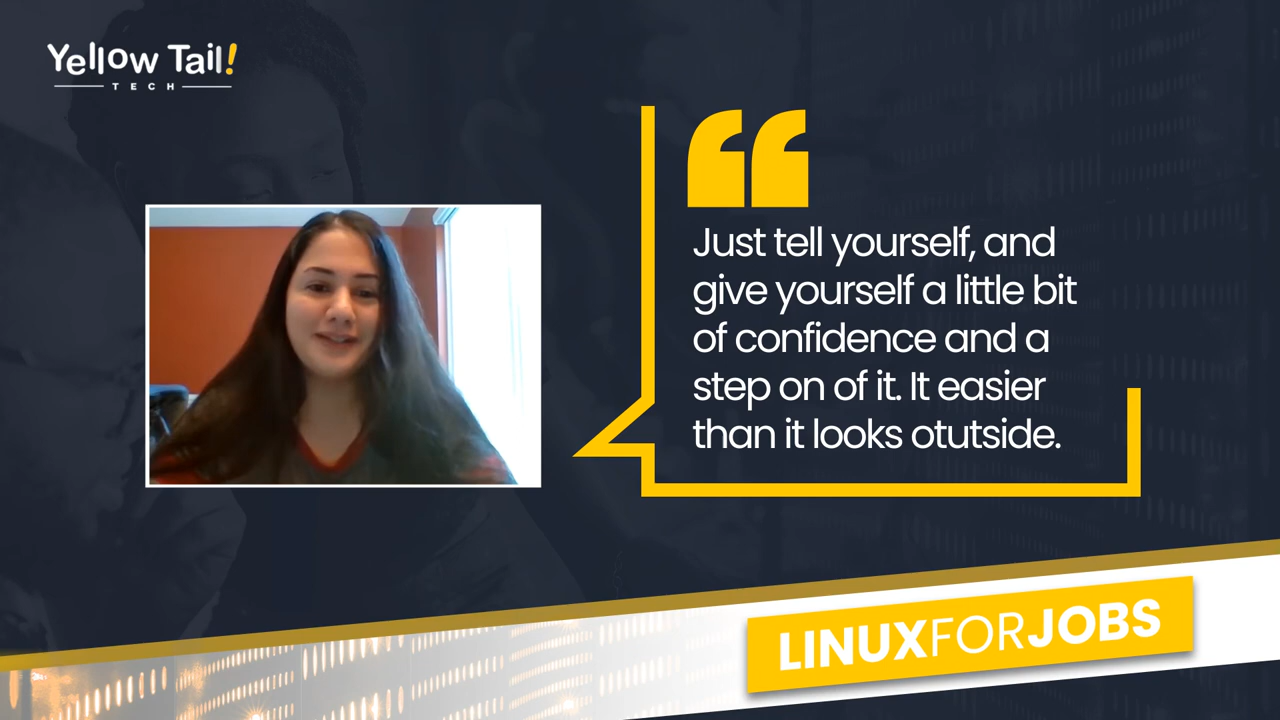 Yellow Tail!
TECH
“
Just tell yourself, and
give yourself a little bit
of confidence and a
step on of it. It easier
than it looks otutside.
LINUXFORJOBS